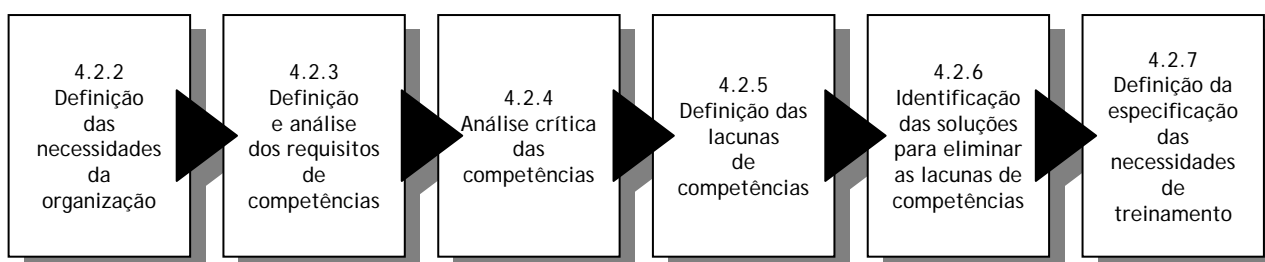 4.2.2
Definição
das
necessidades
da
organização
4.2.3
Definição
e análise
dos requisitos
de
competências
4.2.4
Análise crítica
das
competências
4.2.5
Definição das
lacunas
de
competências
4.2.6
Identificação
das soluções
para eliminar
as lacunas de
competências
4.2.7
Definição da
especificação
das
necessidades
de
treinamento